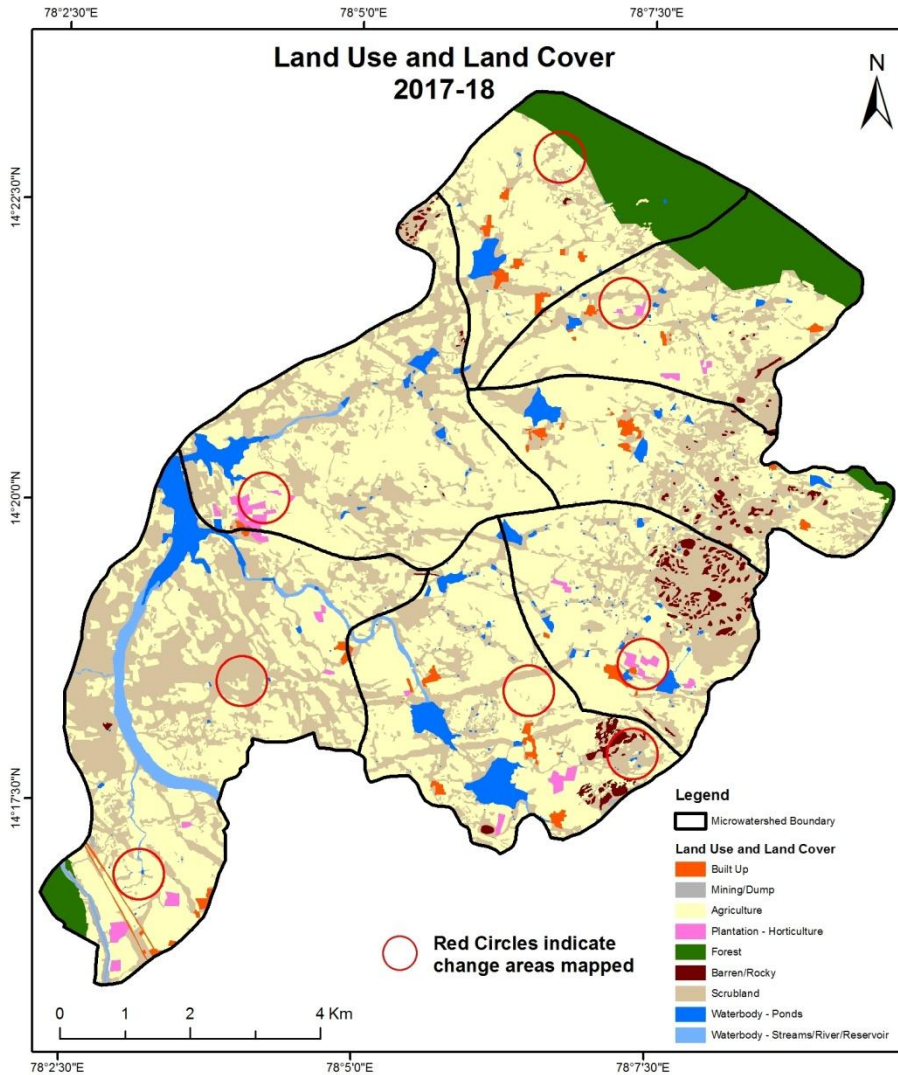 78°2'30"E 78°5'0"E 78°7'30"E
Land Use and Land Cover
2017-18
N
14°22'30"N
14°22'30"N
14°20'0"N
14°17'30"N
Legend
Microwatershed Boundary
Land Use and Land Cover
Built Up
Mining/Dump
Agriculture
Plantation - Horticulture
Forest
Barren/Rocky
Scrubland
Waterbody - Ponds
Waterbody - Streams/River/Reservoir
Red Circles indicate
change areas mapped
0 1 2 4 Km
78°2'30"E 78°5'0"E 78°7'30"E